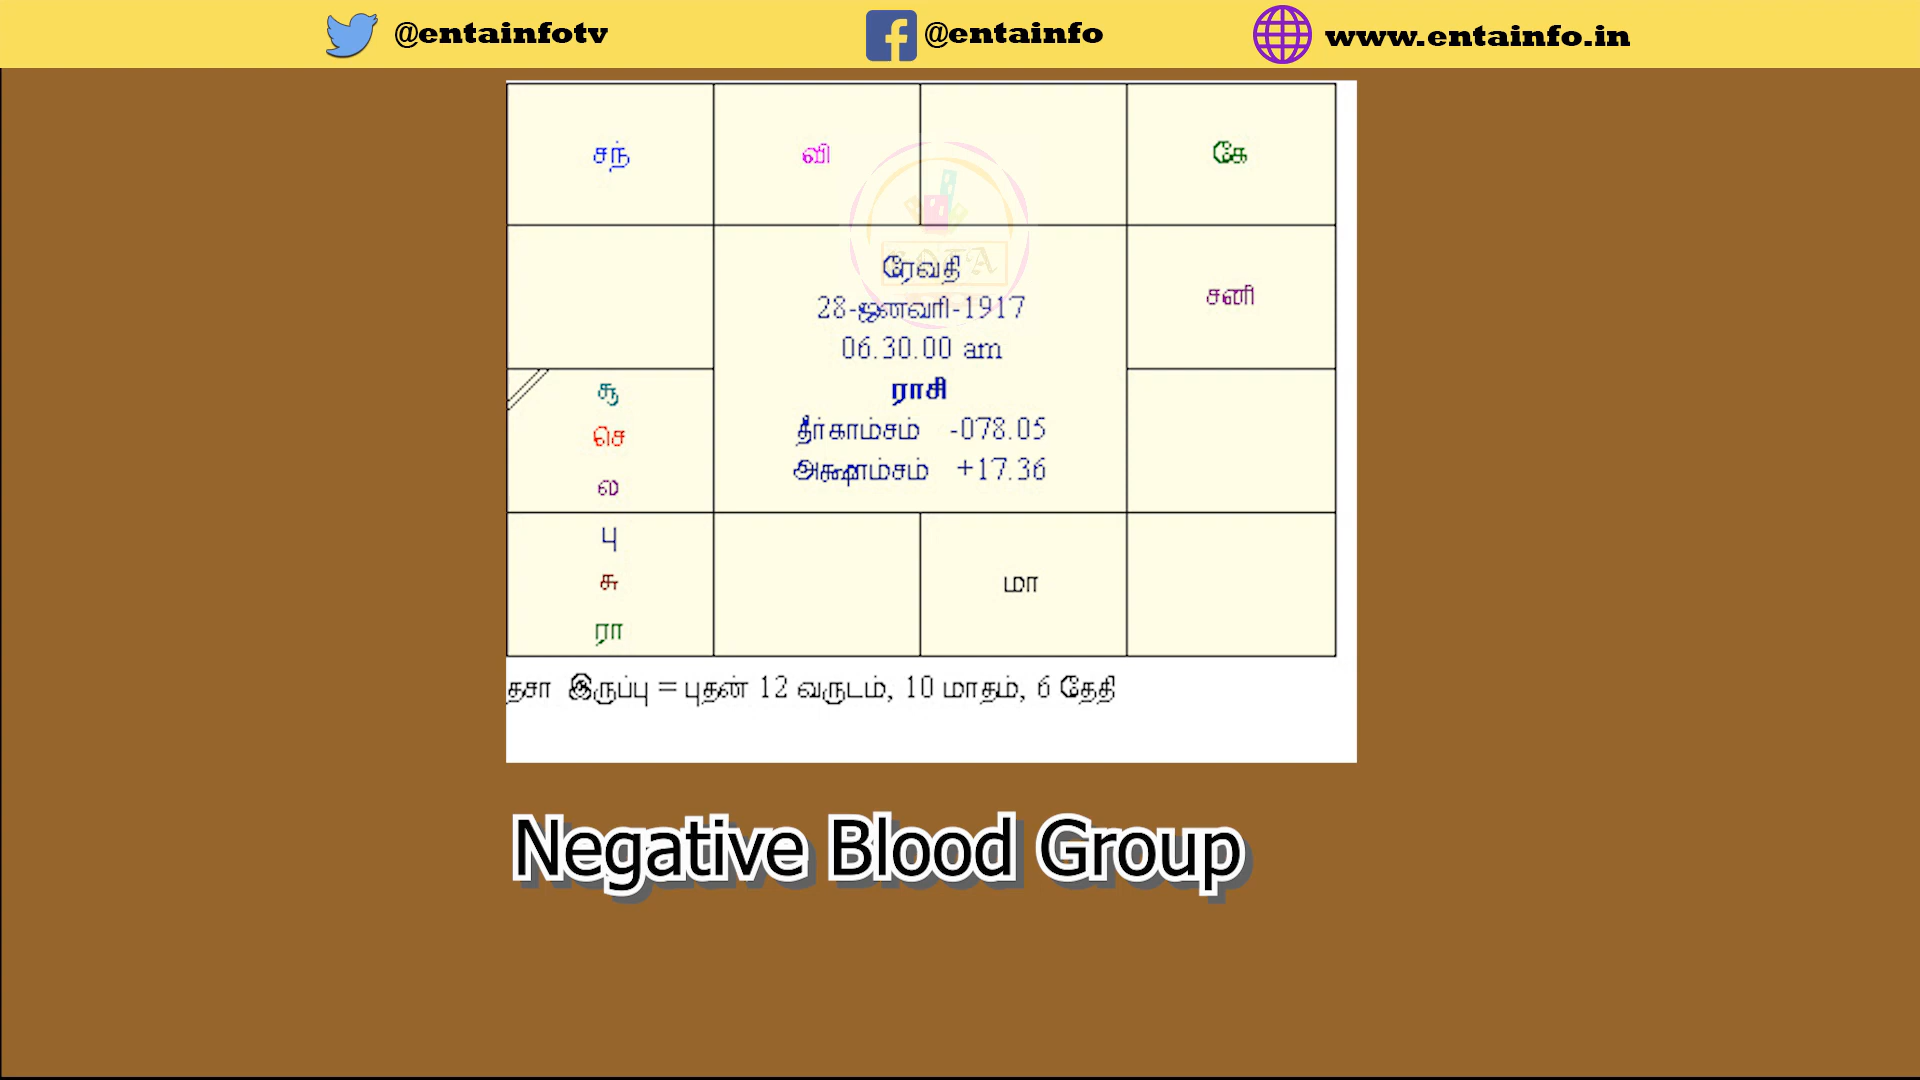 @entainfotv @entainfo www.entainfo.in
சந் வி கே
ரேவதி
28-ஜனவரி-1917
06.30.00 am
ராசி
தீர்காம்சம் -078.05
அக்ஷாம்சம் +17.36
சனி
சூ
செ
ல
பு
சு
ரா
மா
தசா இருப்பு = புதன் 12 வருடம், 10 மாதம், 6 தேதி
Negative Blood Group